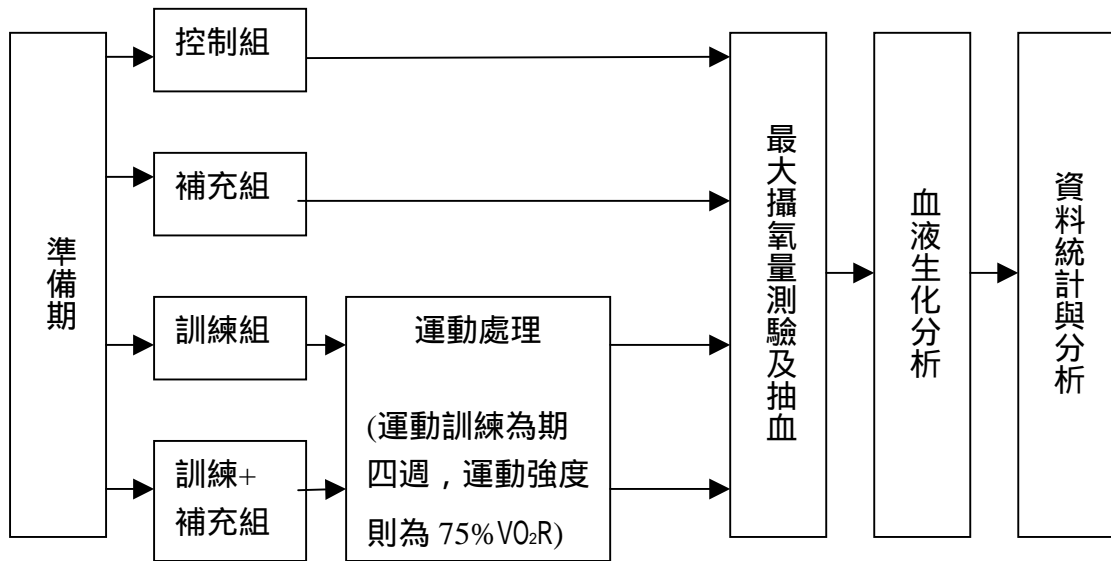 準備期
控制組
補充組
訓練組
訓練+
補充組
運動處理
(運動訓練為期
四週，運動強度
則為 75%VO₂R)
最大攝氧量測驗及抽血
血液生化分析
資料統計與分析